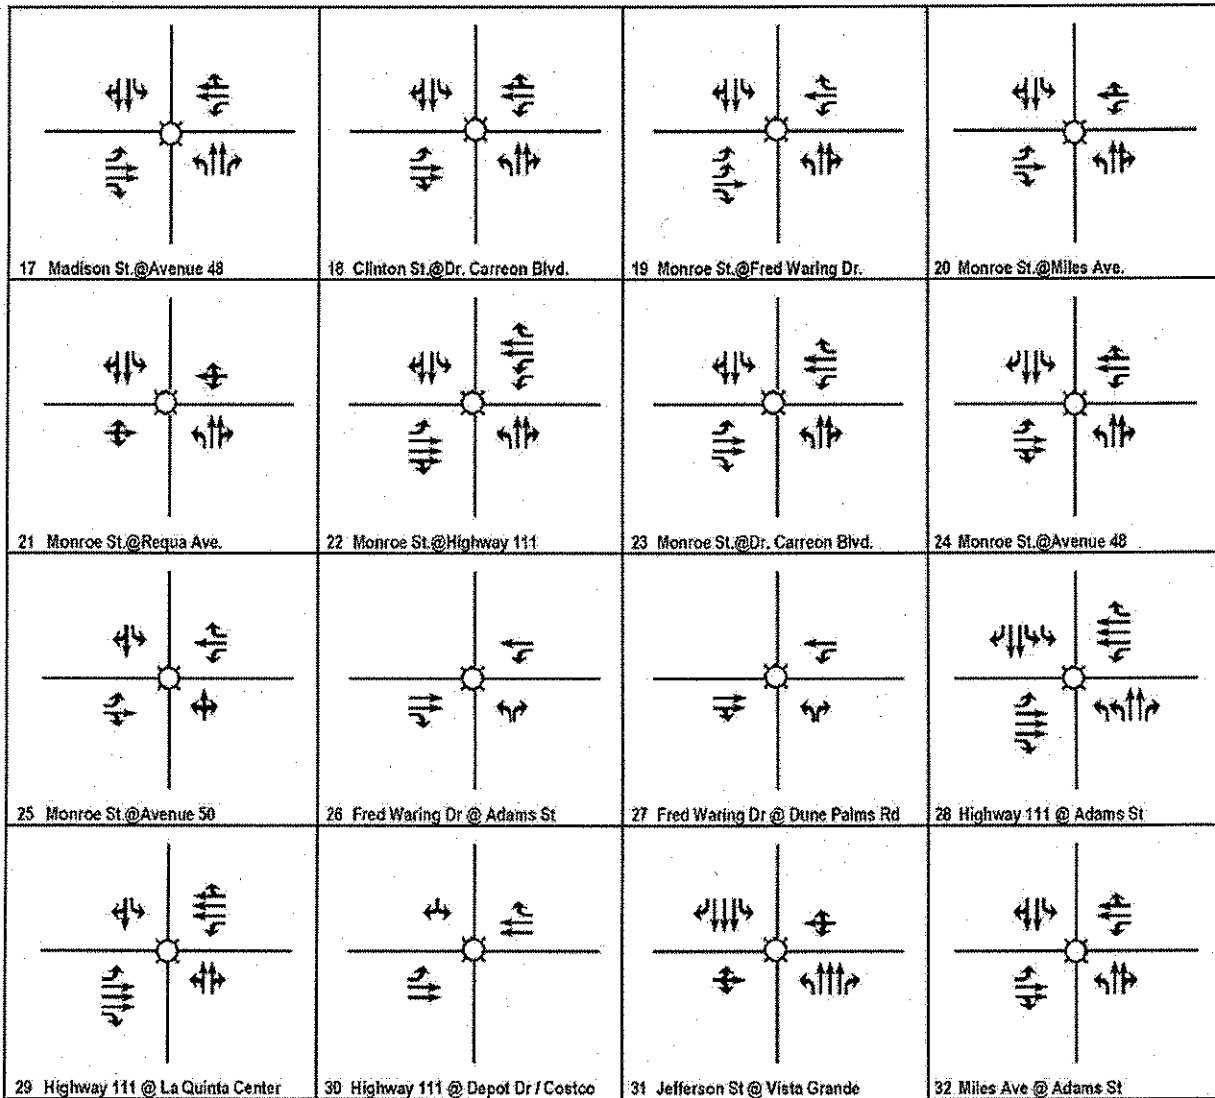 17 Madison St.@Avenue 48
18 Clinton St.@Dr. Carreon Blvd.
19 Monroe St.@Fred Waring Dr.
20 Monroe St.@Miles Ave.
21 Monroe St.@Requa Ave.
22 Monroe St.@Highway 111
23 Monroe St.@Dr. Carreon Blvd.
24 Monroe St.@Avenue 48
25 Monroe St.@Avenue 50
26 Fred Waring Dr @ Adams St
27 Fred Waring Dr @ Dune Palms Rd
28 Highway 111 @ Adams St
29 Highway 111 @ La Quinta Center
30 Highway 111 @ Depot Dr / Costco
31 Jefferson St @ Vista Grande
32 Miles Ave @ Adams St